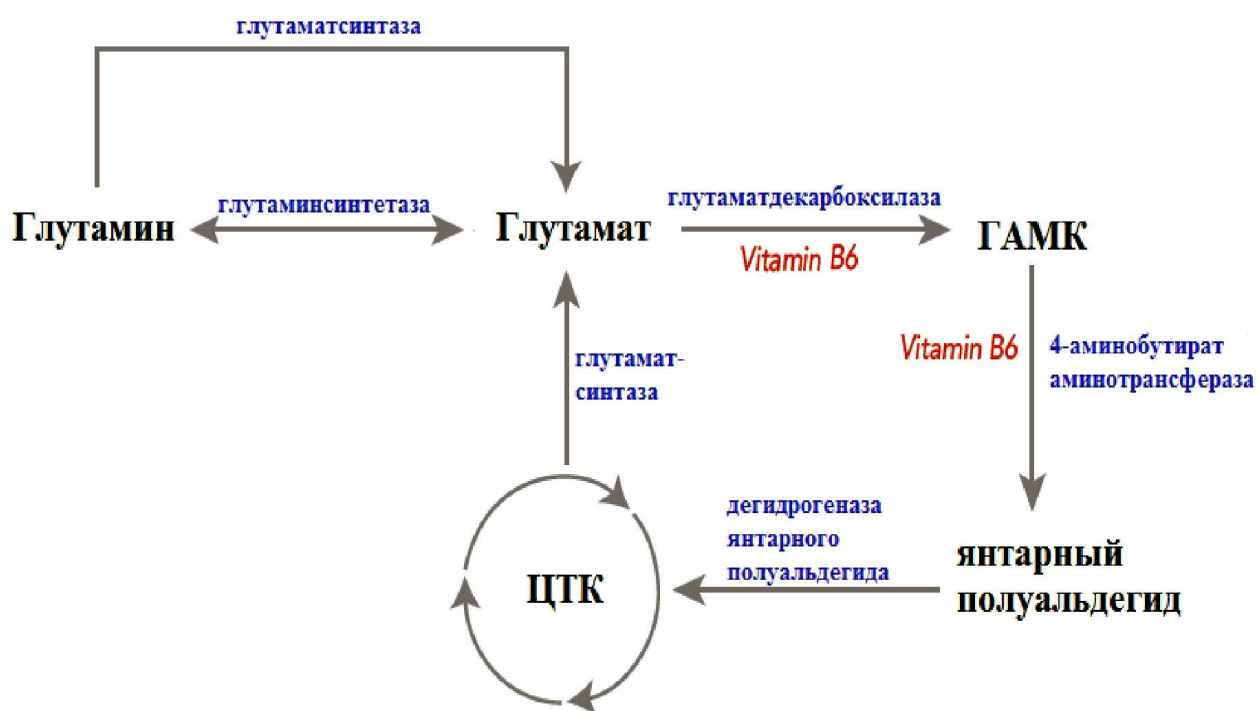 глутаматсинтаза
Глутамин
глутаминсинтетаза
Глутамат
глутаматдекарбоксилаза
Vitamin B6
ГАМК
Vitamin B6
4-аминобутират
аминотрансфераза
глутамат-
синтаза
дегидрогеназа
янтарного
полуальдегида
янтарный
полуальдегид
ЦТК